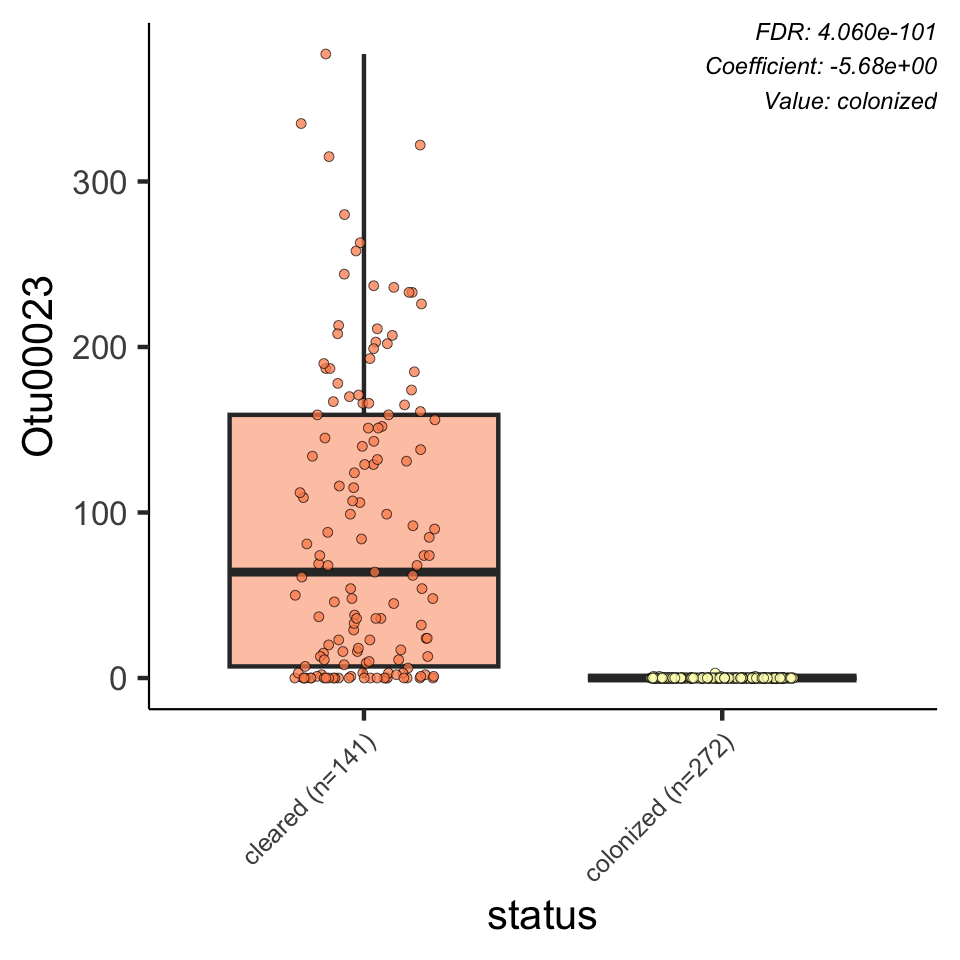 FDR: 4.060e-101
Coefficient: -5.68e+00
Value: colonized
Otu00023
300
200
100
0
cleared (n=141)
colonized (n=272)
status